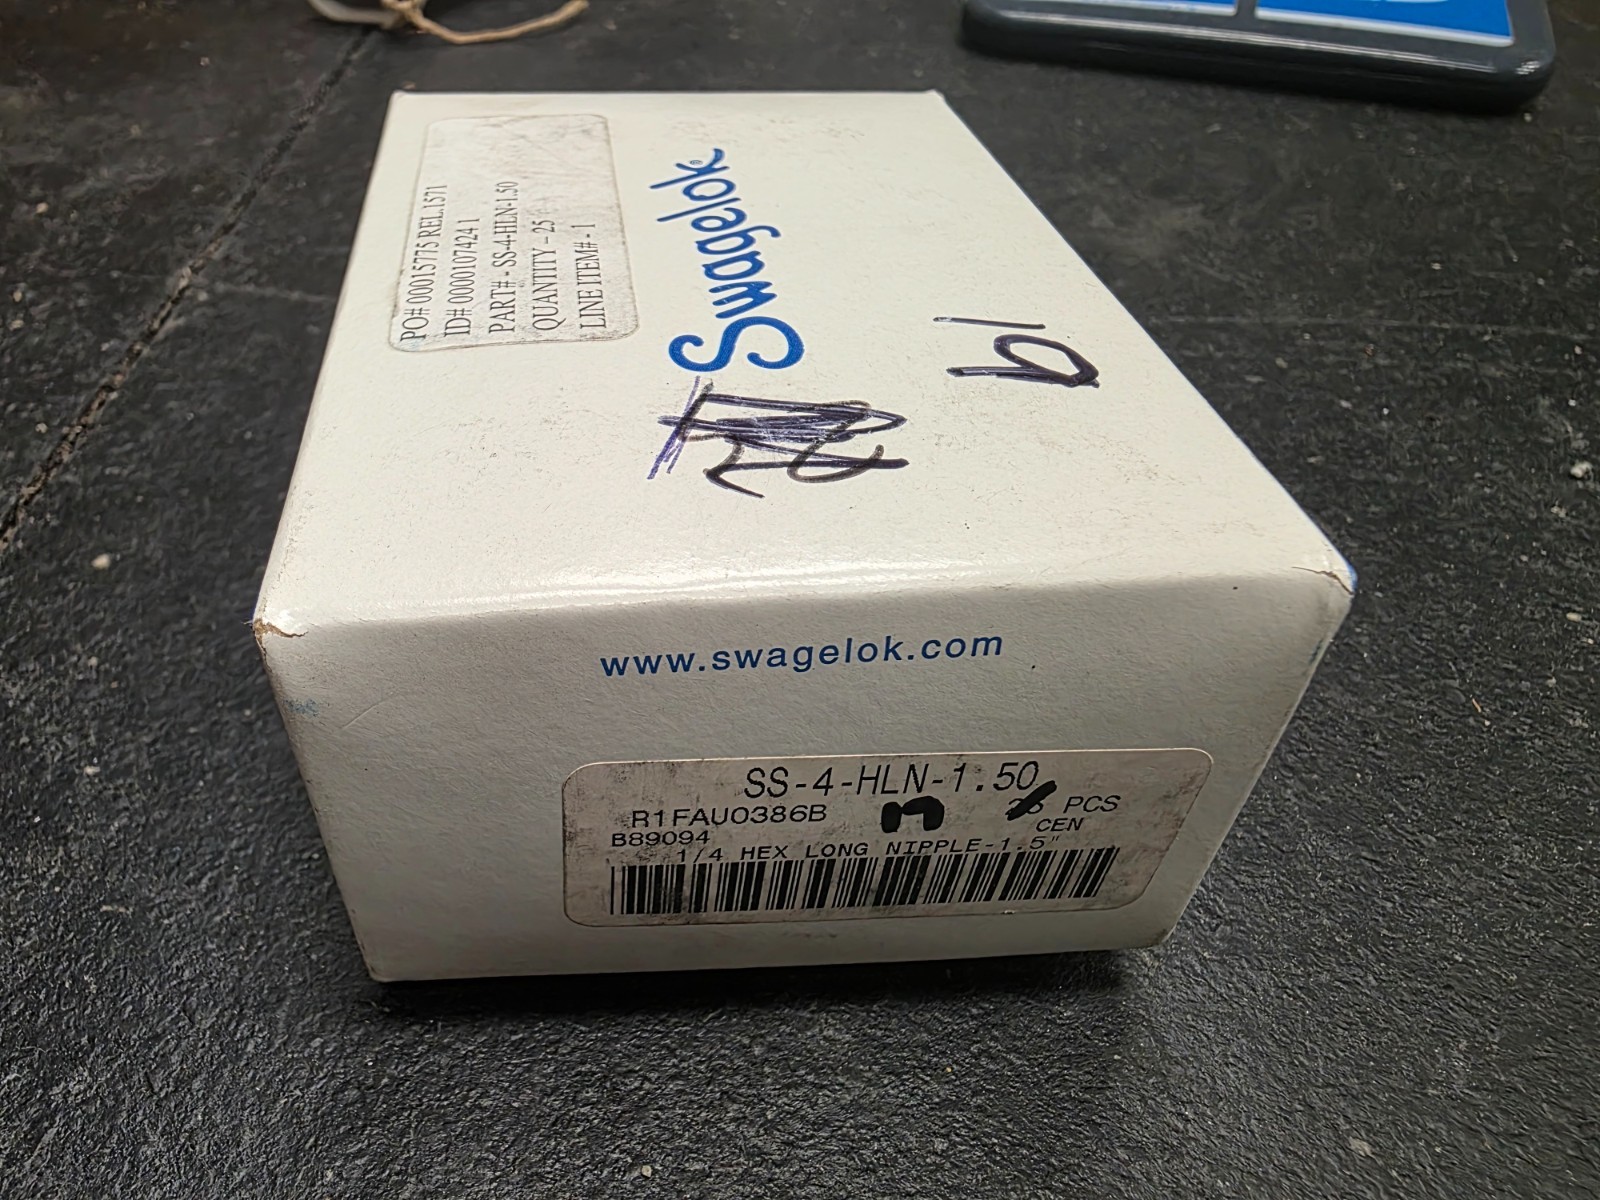 PO# 00015775 REL.1571
ID# 0000107424 1
PART# - SS-4-HLN-1.50
QUANTITY - 25
LINE ITEM# - 1
Swagelok®
19
www.swagelok.com
SS-4-HLN-1.50
R1FAU0386B PCS
B89094 CEN
1/4 HEX LONG NIPPLE-1.5"